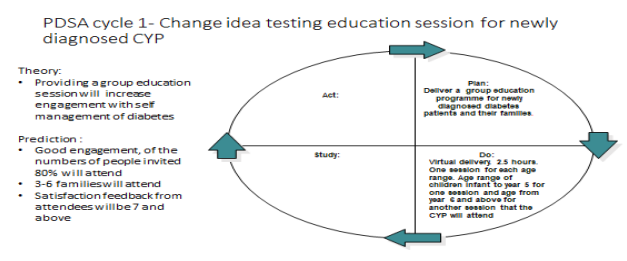 PDSA cycle 1- Change idea testing education session for newly
diagnosed CYP
Theory:
• Providing a group education
session will increase
engagement with self
management of diabetes
Prediction :
• Good engagement, of the
numbers of people invited
80% will attend
• 3-6 families will attend
• Satisfaction feedback from
attendees will be 7 and
above
Act:
Plan:
Deliver a group education
programme for newly
diagnosed diabetes
patients and their families.
Study:
Do:
Virtual delivery. 2.5 hours.
One session for each age
range. Age range of
children infant to year 5 for
one session and age from
year 6 and above for
another session that the
CYP will attend